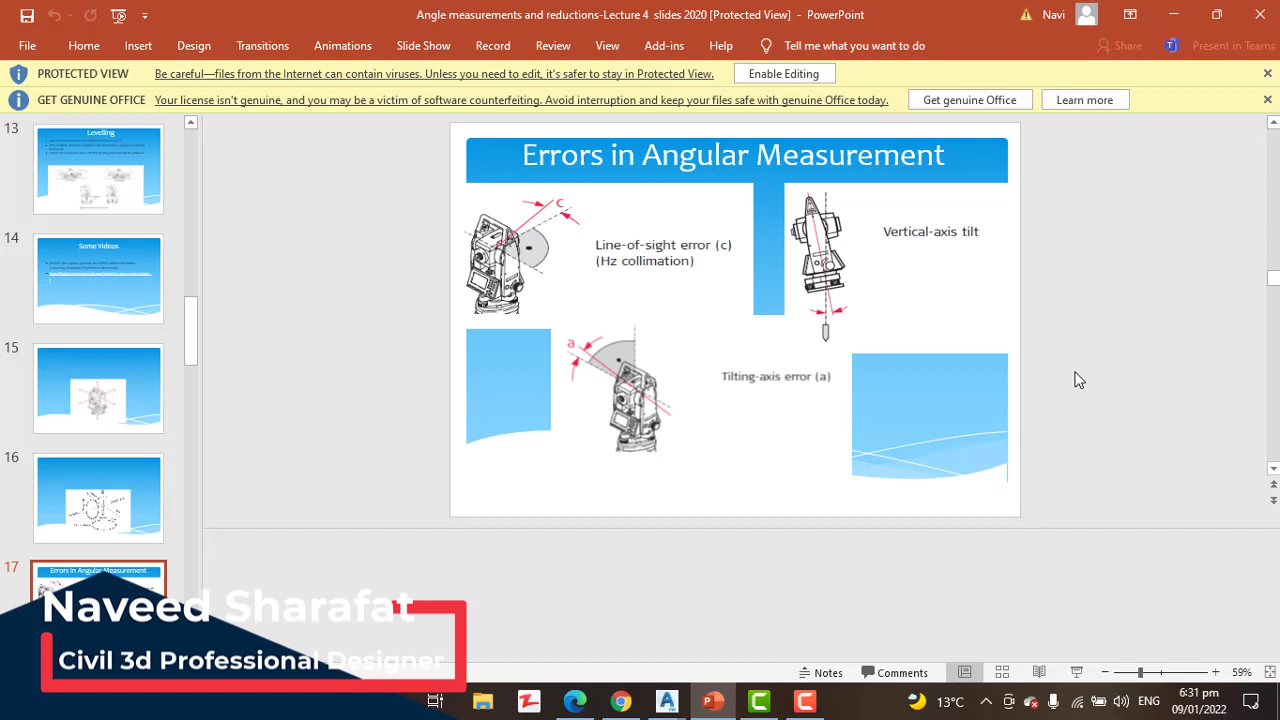 Angle measurements and reductions-Lecture 4 slides 2020 [Protected View] - PowerPoint
Navi
File Home Insert Design Transitions Animations Slide Show Record Review View Add-ins Help Tell me what you want to do Share Present in Teams
PROTECTED VIEW Be careful—files from the Internet can contain viruses. Unless you need to edit, it's safer to stay in Protected View. Enable Editing
GET GENUINE OFFICE Your license isn't genuine, and you may be a victim of software counterfeiting. Avoid interruption and keep your files safe with genuine Office today. Get genuine Office Learn more
13
Levelling
14
Some Videos
15
16
17
Errors in Angular Measurement
Errors in Angular Measurement
c
Line-of-sight error (c)
(Hz collimation)
Vertical-axis tilt
a
Tilting-axis error (a)
Naveed Sharafat
Civil 3d Professional Designer
Notes Comments 59%
13°C ENG 6:31 pm
09/01/2022